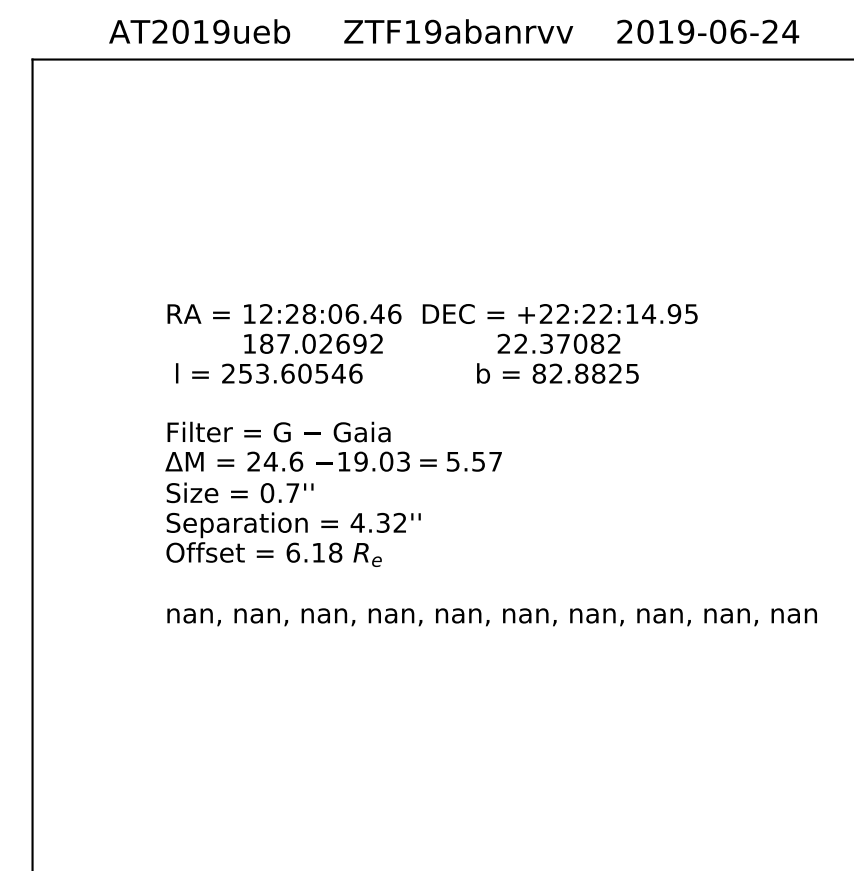 AT2019ueb ZTF19abanrvv 2019-06-24
RA = 12:28:06.46 DEC = +22:22:14.95
187.02692 22.37082
l = 253.60546 b = 82.8825
Filter = G − Gaia
ΔM = 24.6 −19.03 = 5.57
Size = 0.7''
Separation = 4.32''
Offset = 6.18 Re
nan, nan, nan, nan, nan, nan, nan, nan, nan, nan